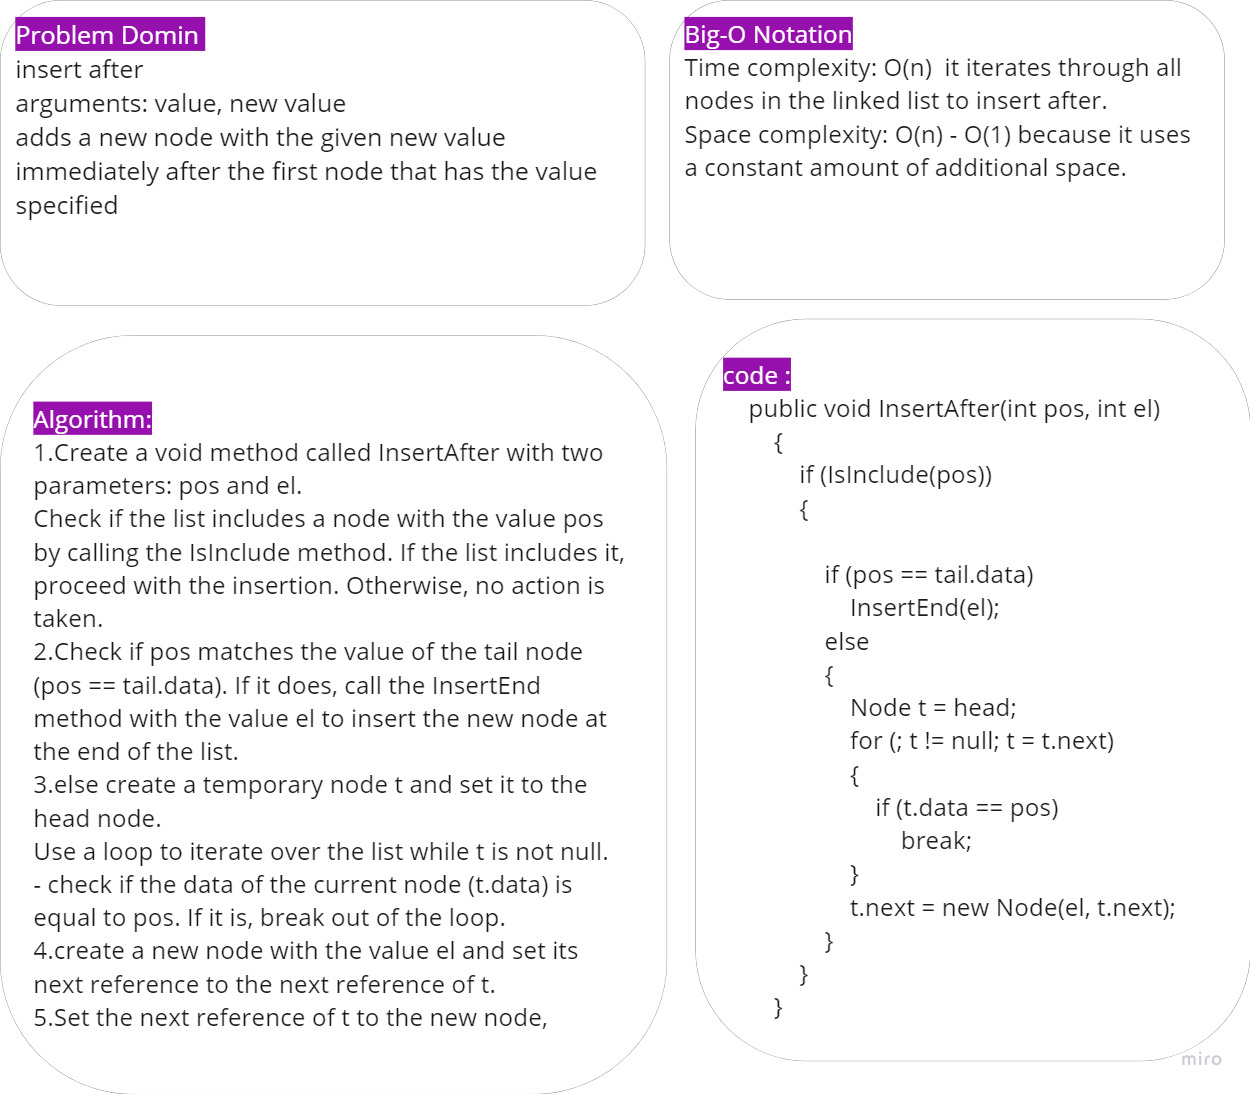 Problem Domin
insert after
arguments: value, new value
adds a new node with the given new value
immediately after the first node that has the value
specified
Big-O Notation
Time complexity: O(n)  it iterates through all
nodes in the linked list to insert after.
Space complexity: O(n) - O(1) because it uses
a constant amount of additional space.
Algorithm:
1.Create a void method called InsertAfter with two
parameters: pos and el.
Check if the list includes a node with the value pos
by calling the IsInclude method. If the list includes it,
proceed with the insertion. Otherwise, no action is
taken.
2.Check if pos matches the value of the tail node
(pos == tail.data). If it does, call the InsertEnd
method with the value el to insert the new node at
the end of the list.
3.else create a temporary node t and set it to the
head node.
Use a loop to iterate over the list while t is not null.
- check if the data of the current node (t.data) is
equal to pos. If it is, break out of the loop.
4.create a new node with the value el and set its
next reference to the next reference of t.
5.Set the next reference of t to the new node,
code :
public void InsertAfter(int pos, int el)
{
if (IsInclude(pos))
{
if (pos == tail.data)
InsertEnd(el);
else
{
Node t = head;
for (; t != null; t = t.next)
{
if (t.data == pos)
break;
}
t.next = new Node(el, t.next);
}
}
}
miro